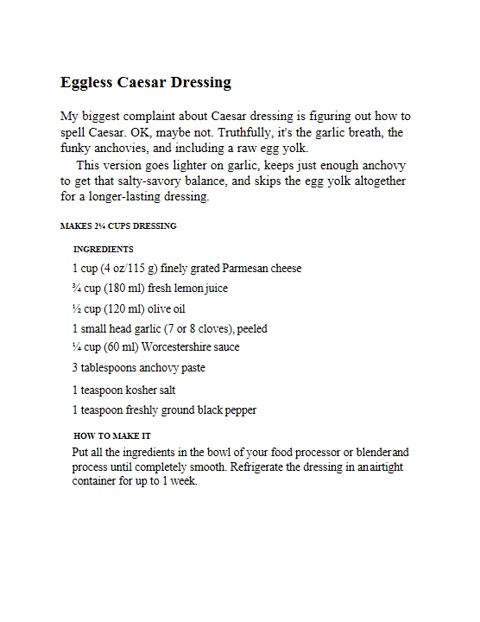 Eggless Caesar Dressing
My biggest complaint about Caesar dressing is figuring out how to
spell Caesar. OK, maybe not. Truthfully, it's the garlic breath, the
funky anchovies, and including a raw egg yolk.
This version goes lighter on garlic, keeps just enough anchovy
to get that salty-savory balance, and skips the egg yolk altogether
for a longer-lasting dressing.
MAKES 2¼ CUPS DRESSING
INGREDIENTS
1 cup (4 oz/115 g) finely grated Parmesan cheese
¾ cup (180 ml) fresh lemon juice
½ cup (120 ml) olive oil
1 small head garlic (7 or 8 cloves), peeled
¼ cup (60 ml) Worcestershire sauce
3 tablespoons anchovy paste
1 teaspoon kosher salt
1 teaspoon freshly ground black pepper
HOW TO MAKE IT
Put all the ingredients in the bowl of your food processor or blender and
process until completely smooth. Refrigerate the dressing in an airtight
container for up to 1 week.